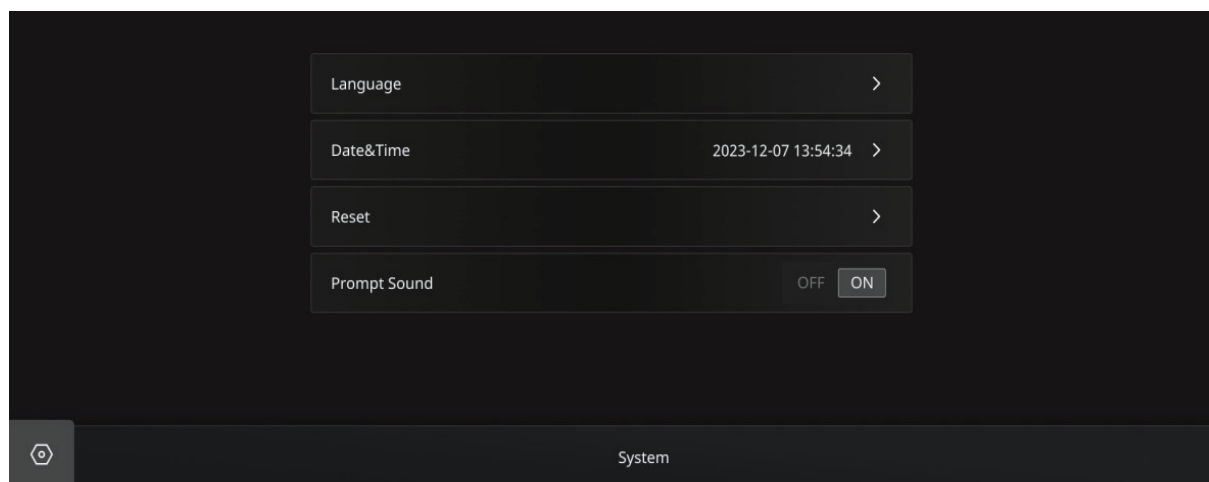 Language
Date&Time 2023-12-07 13:54:34
Reset
Prompt Sound OFF ON
System